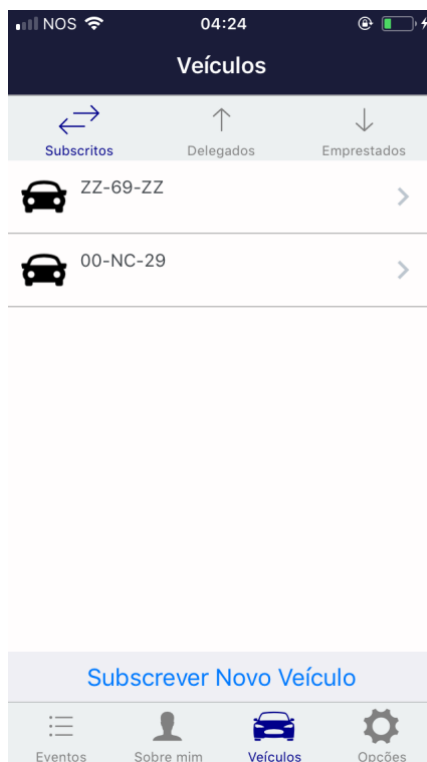 NOS 04:24
Veículos
Subscritos Delegados Emprestados
ZZ-69-ZZ
00-NC-29
Subscrever Novo Veículo
Eventos Sobre mim Veículos Opções